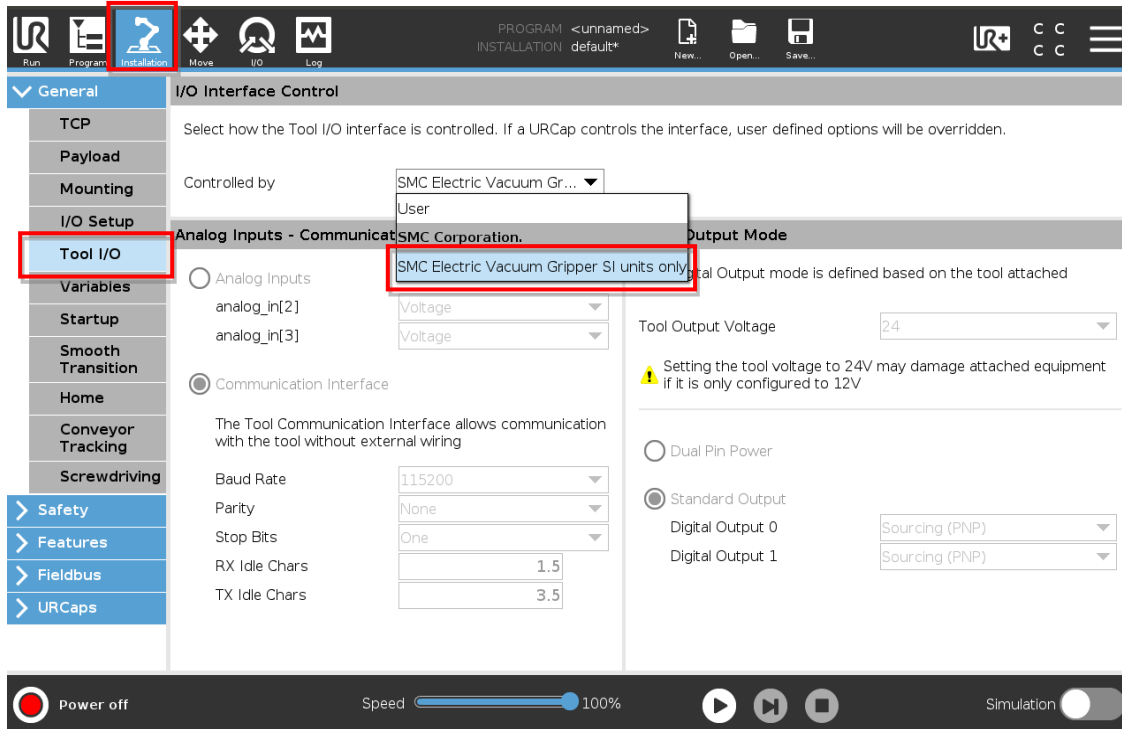 PROGRAM <unnamed>
INSTALLATION default*
UR
Run
Program
Installation
Move
I/O
Log
New...
Open...
Save...
UR+
C C
C C
General
TCP
Payload
Mounting
I/O Setup
Tool I/O
Variables
Startup
Smooth
Transition
Home
Conveyor
Tracking
Screwdriving
Safety
Features
Fieldbus
URCaps
I/O Interface Control
Select how the Tool I/O interface is controlled. If a URCap controls the interface, user defined options will be overridden.
Controlled by
SMC Electric Vacuum Gr...
User
SMC Corporation.
SMC Electric Vacuum Gripper SI units only
Analog Inputs - Communicat
Analog Inputs
analog_in[2]
Voltage
analog_in[3]
Voltage
Communication Interface
The Tool Communication Interface allows communication
with the tool without external wiring
Baud Rate
115200
Parity
None
Stop Bits
One
RX Idle Chars
1.5
TX Idle Chars
3.5
Output Mode
gital Output mode is defined based on the tool attached
Tool Output Voltage
24
Setting the tool voltage to 24V may damage attached equipment
if it is only configured to 12V
Dual Pin Power
Standard Output
Digital Output 0
Sourcing (PNP)
Digital Output 1
Sourcing (PNP)
Power off
Speed
100%
Simulation